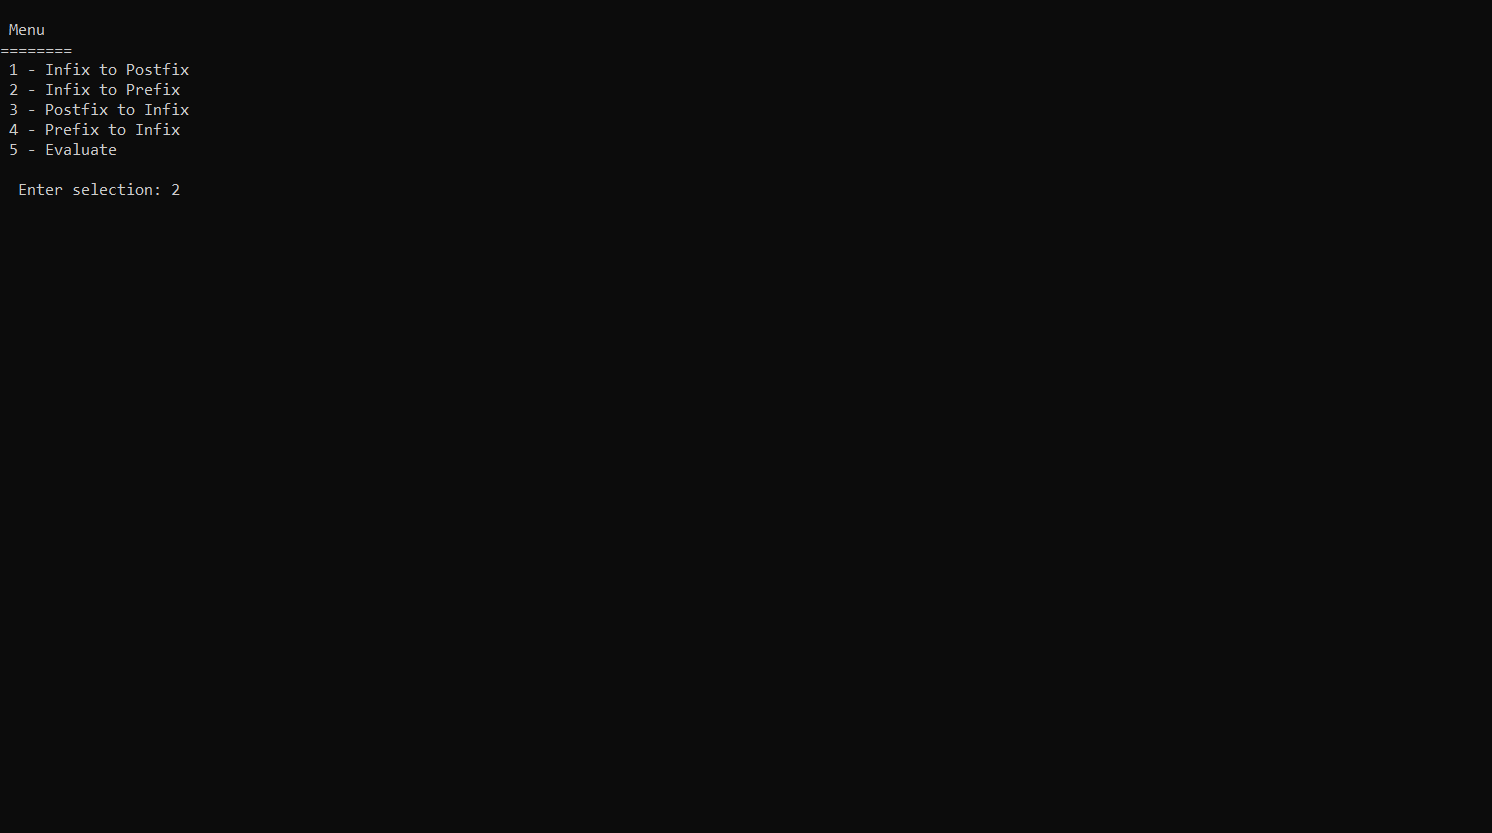 Menu
========
1 - Infix to Postfix
2 - Infix to Prefix
3 - Postfix to Infix
4 - Prefix to Infix
5 - Evaluate
Enter selection: 2